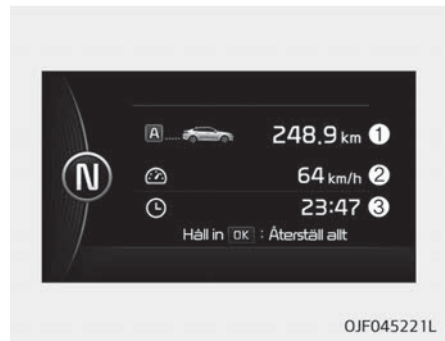 A 248,9 km 1
N
64 km/h 2
23:47 3
Håll in OK : Återställ allt
OJF045221L